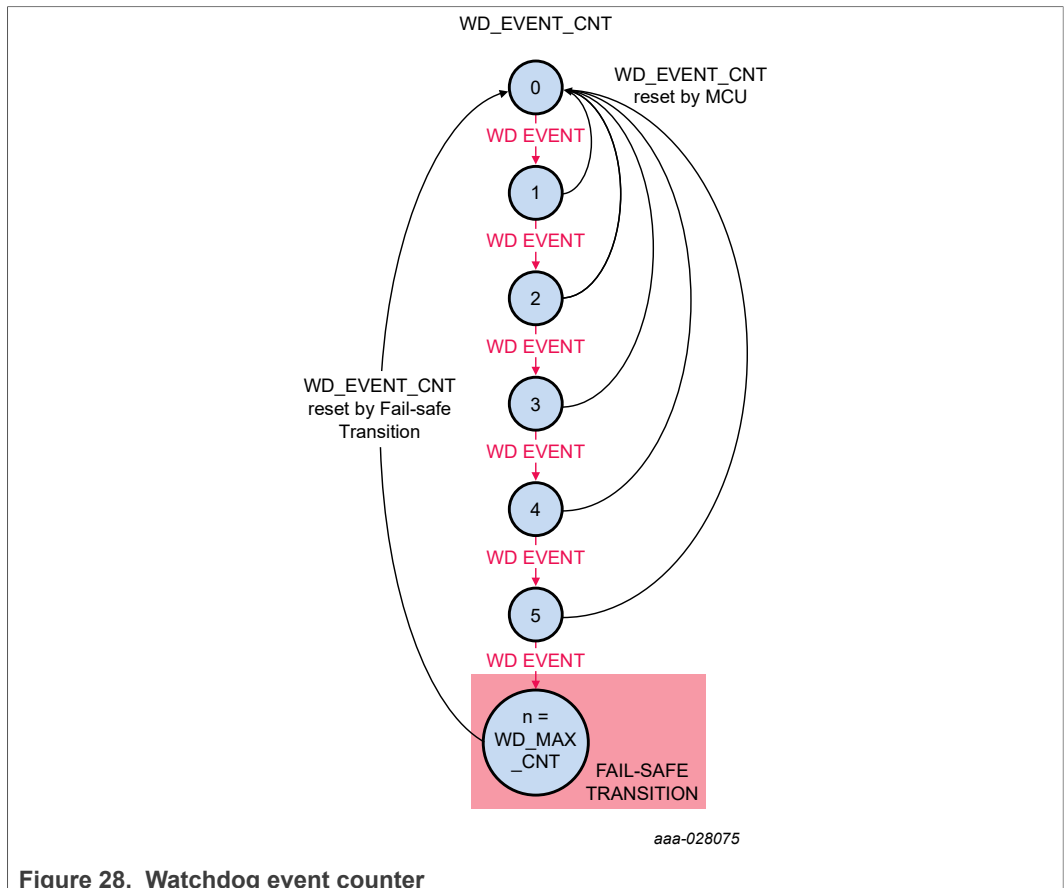 WD_EVENT_CNT
0
WD_EVENT_CNT
reset by MCU
WD EVENT
1
WD EVENT
2
WD EVENT
3
WD_EVENT_CNT
reset by Fail-safe
Transition
WD EVENT
4
WD EVENT
5
WD EVENT
n =
WD_MAX
_CNT
FAIL-SAFE
TRANSITION
aaa-028075
Figure 28. Watchdog event counter